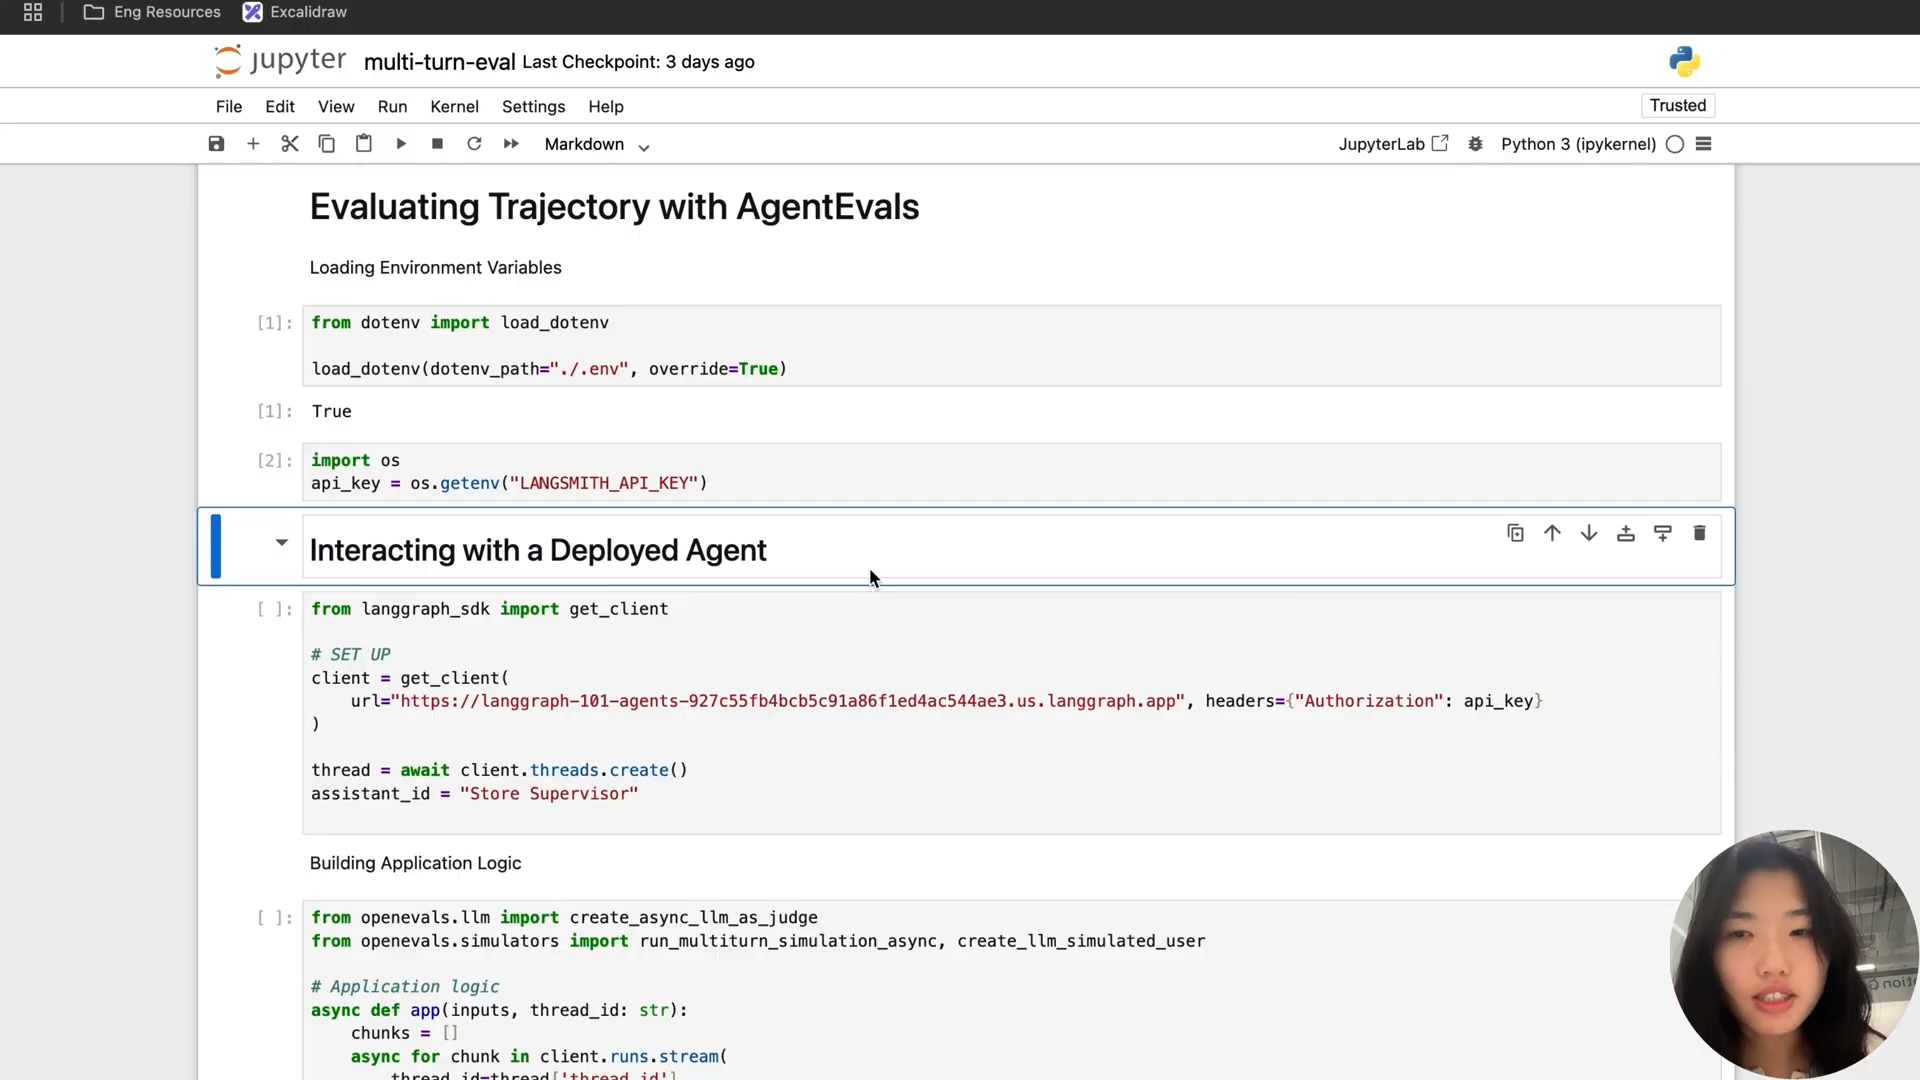 Eng Resources Excalidraw
jupyter multi-turn-eval Last Checkpoint: 3 days ago
File Edit View Run Kernel Settings Help Trusted
Markdown JupyterLab Python 3 (ipykernel)
Evaluating Trajectory with AgentEvals
Loading Environment Variables
[1]: from dotenv import load_dotenv
load_dotenv(dotenv_path="./.env", override=True)
[1]: True
[2]: import os
api_key = os.getenv("LANGSMITH_API_KEY")
Interacting with a Deployed Agent
[ ]: from langgraph_sdk import get_client
# SET UP
client = get_client(
url="https://langgraph-101-agents-927c55fb4bcb5c91a86f1ed4ac544ae3.us.langgraph.app", headers={"Authorization": api_key}
)
thread = await client.threads.create()
assistant_id = "Store Supervisor"
Building Application Logic
[ ]: from openevals.llm import create_async_llm_as_judge
from openevals.simulators import run_multiturn_simulation_async, create_llm_simulated_user
# Application logic
async def app(inputs, thread_id: str):
chunks = []
async for chunk in client.runs.stream(
thread_id=thread['thread_id']